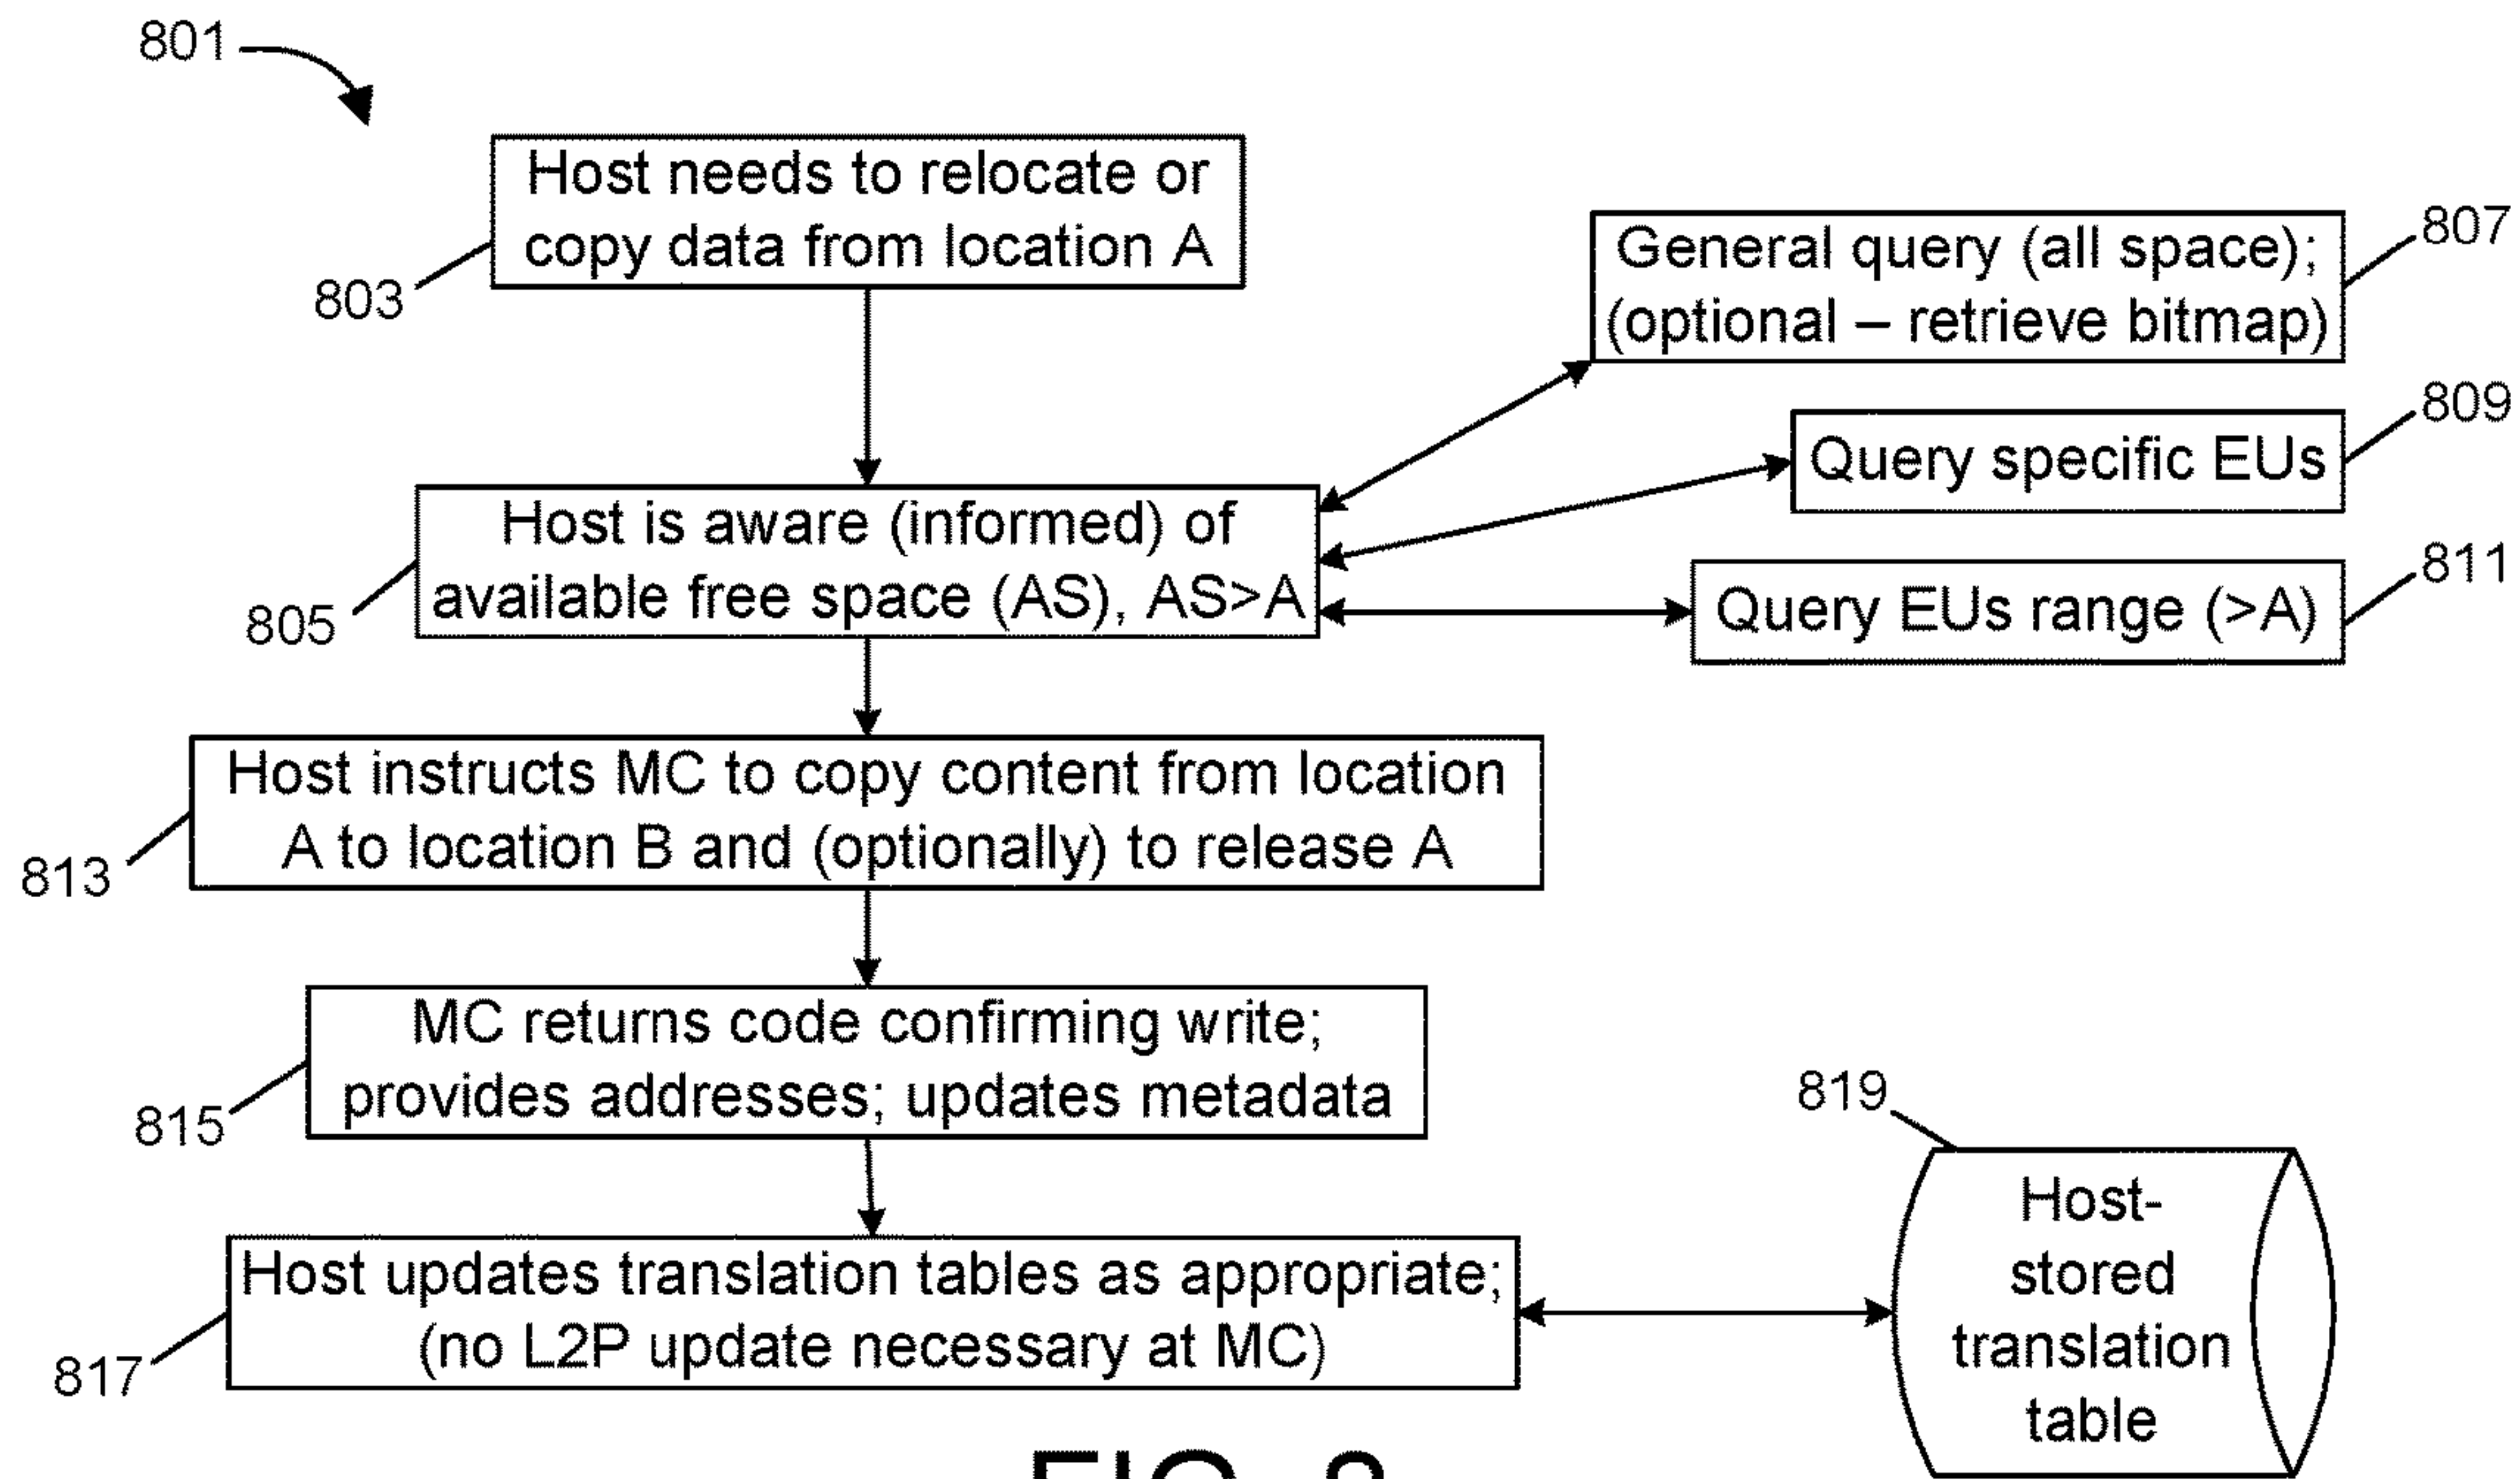 801
Host needs to relocate or
copy data from location A
803
General query (all space);
(optional – retrieve bitmap)
807
Query specific EUs
809
Host is aware (informed) of
available free space (AS), AS>A
805
Query EUs range (>A)
811
Host instructs MC to copy content from location
A to location B and (optionally) to release A
813
MC returns code confirming write;
provides addresses; updates metadata
815
Host updates translation tables as appropriate;
(no L2P update necessary at MC)
817
819
Host-
stored
translation
table
FIG. 8